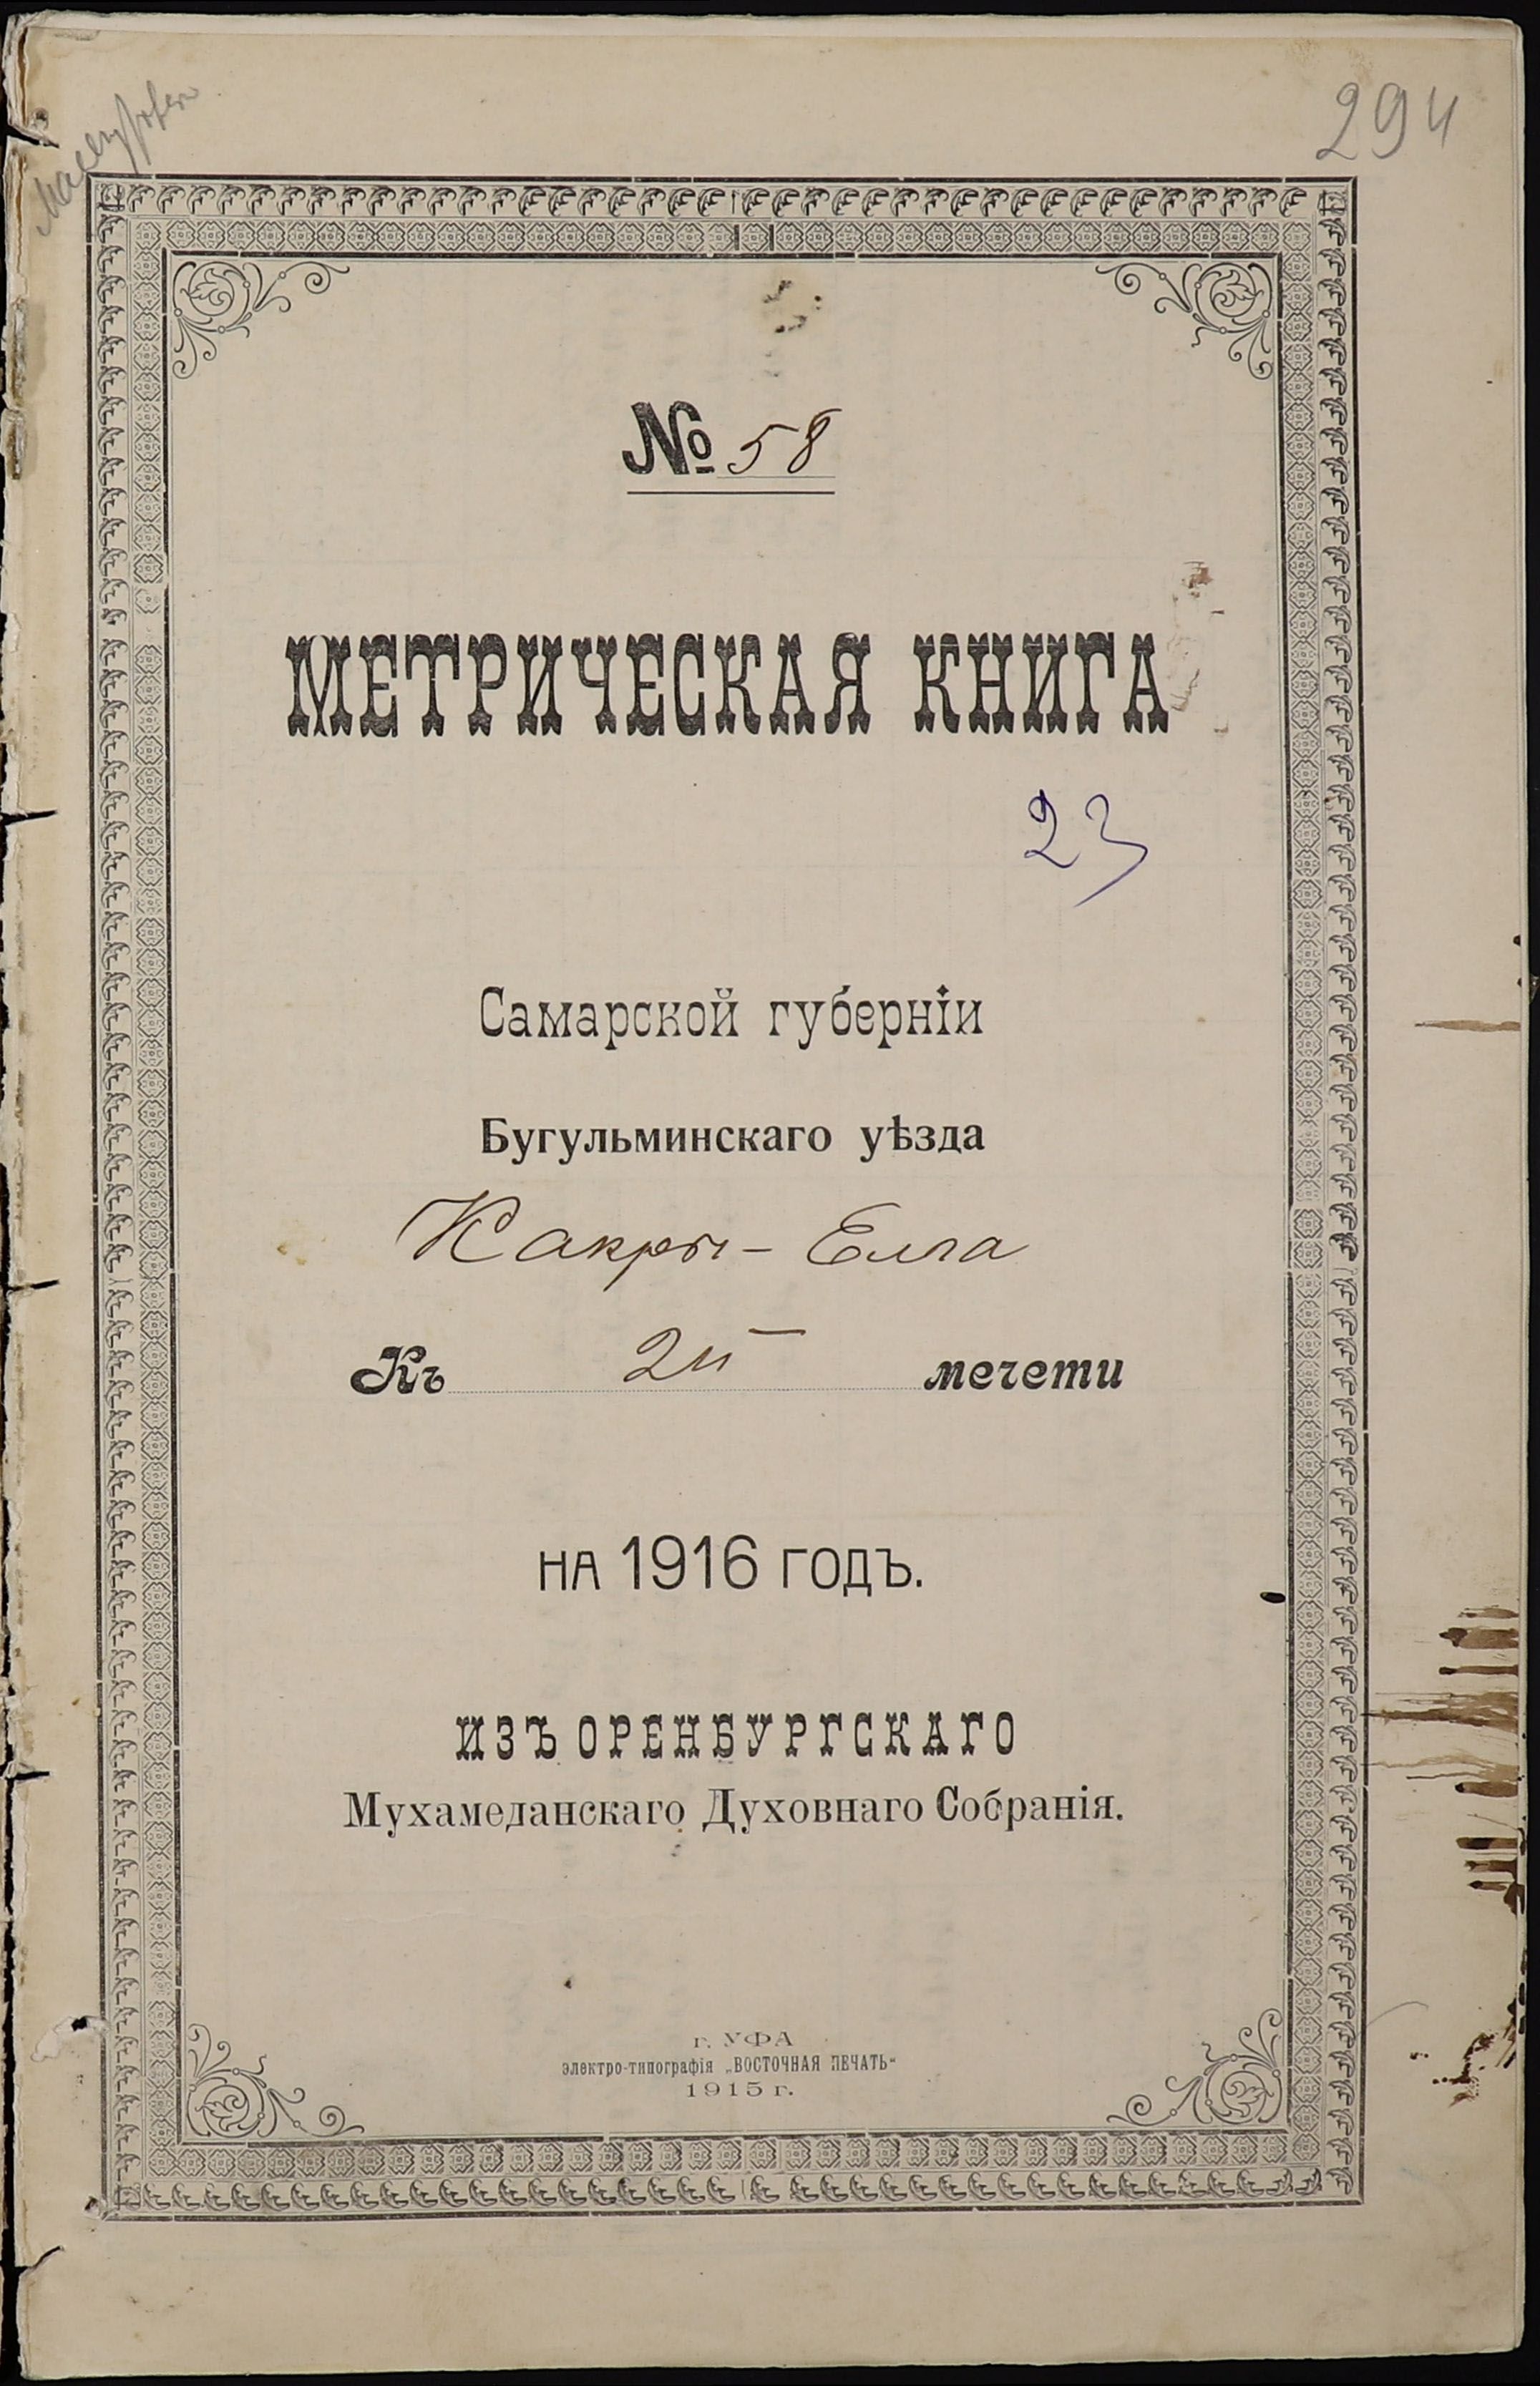 294
№ 58
МЕТРИЧЕСКАЯ КНИГА
23
Самарской губерніи
Бугульминскаго уѣзда
Какры-Елга
Къ 2й мечети
на 1916 годъ.
ИЗЪ ОРЕНБУРГСКАГО
Мухамеданскаго Духовнаго Собранія.
г. УФА
электро-типографія „ВОСТОЧНАЯ ПЕЧАТЬ“
1915 г.